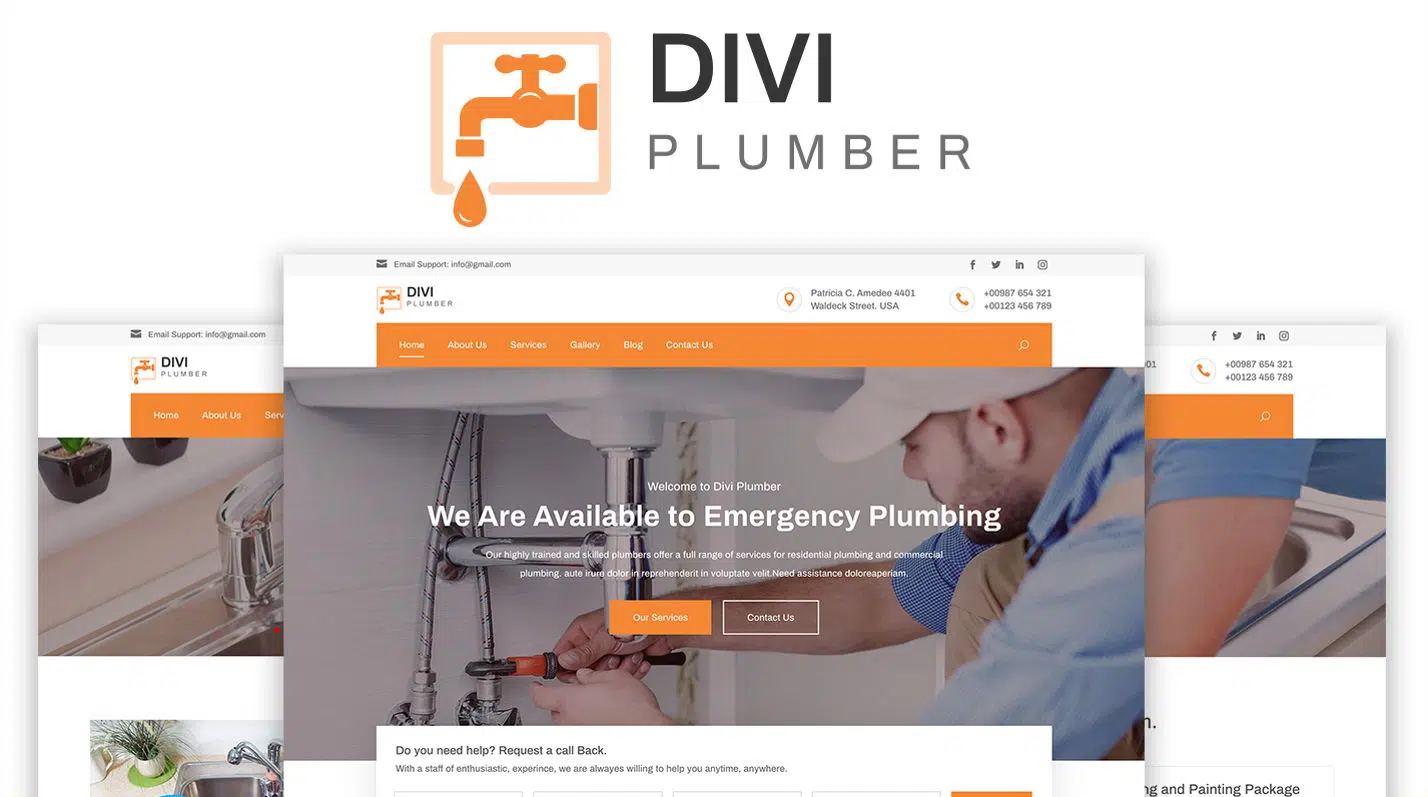 DIVI
PLUMBER
Email Support: info@gmail.com
DIVI
PLUMBER
Patricia C. Amedee 4401
Waldeck Street. USA
+00987 654 321
+00123 456 789
Home About Us Services Gallery Blog Contact Us
Welcome to Divi Plumber
We Are Available to Emergency Plumbing
Our highly trained and skilled plumbers offer a full range of services for residential plumbing and commercial
plumbing. aute irure dolor in reprehenderit in voluptate velit.Need assistance doloreaperiam.
Our Services Contact Us
Do you need help? Request a call Back.
With a staff of enthusiastic, experince, we are alwayes willing to help you anytime, anywhere.
Email Support: info@gmail.com
DIVI
PLUMBER
Home About Us Serv
01
+00987 654 321
+00123 456 789
n.
ng and Painting Package